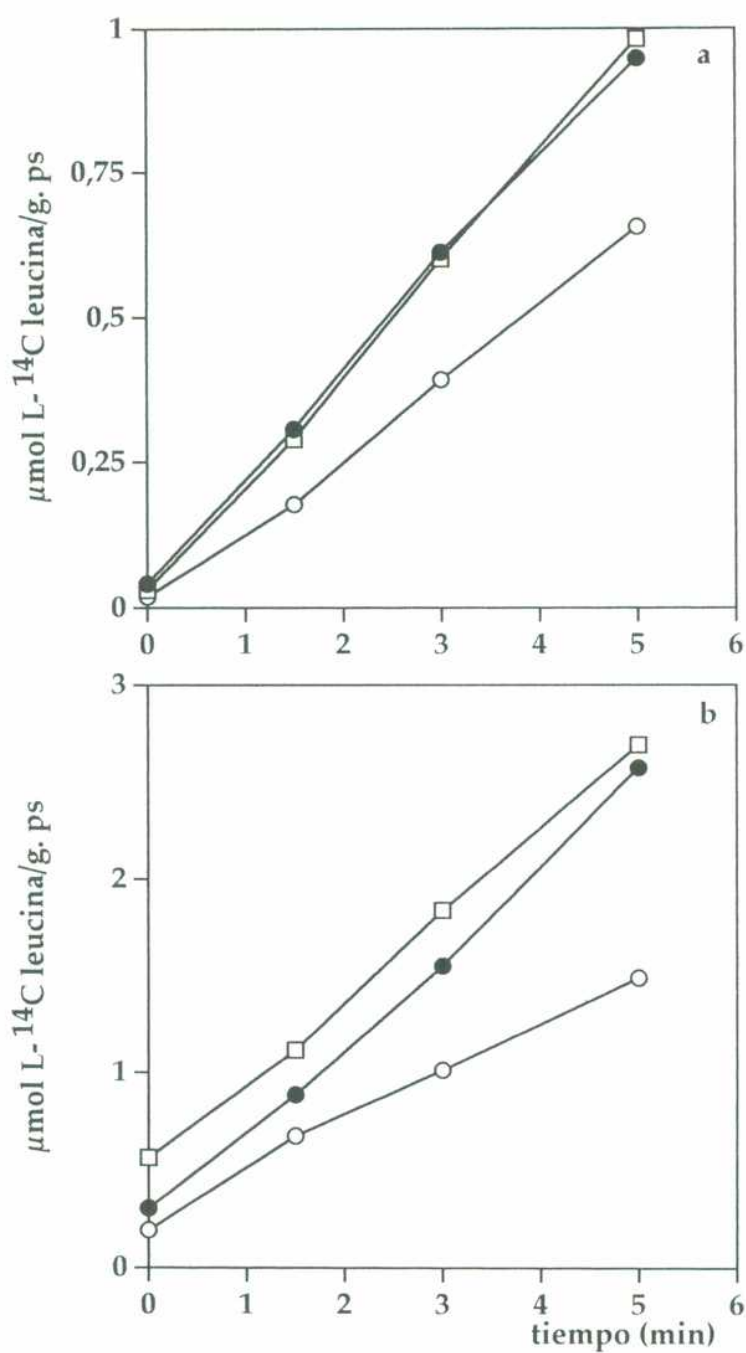 a
µmol L-¹⁴C leucina/g. ps
1
0,75
0,5
0,25
0
0 1 2 3 4 5 6
b
µmol L-¹⁴C leucina/g. ps
3
2
1
0
0 1 2 3 4 5 6
tiempo (min)